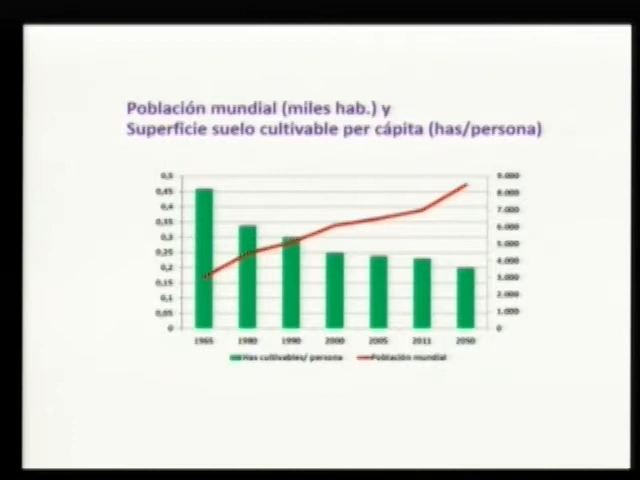 Población mundial (miles hab.) y
Superficie suelo cultivable per cápita (has/persona)
0,5 9.000
0,45 8.000
0,4 7.000
0,35 6.000
0,3 5.000
0,25 4.000
0,2 3.000
0,15 2.000
0,1 1.000
0,05
0 0
1965 1980 1990 2000 2005 2011 2050
Has cultivables/ persona Población mundial